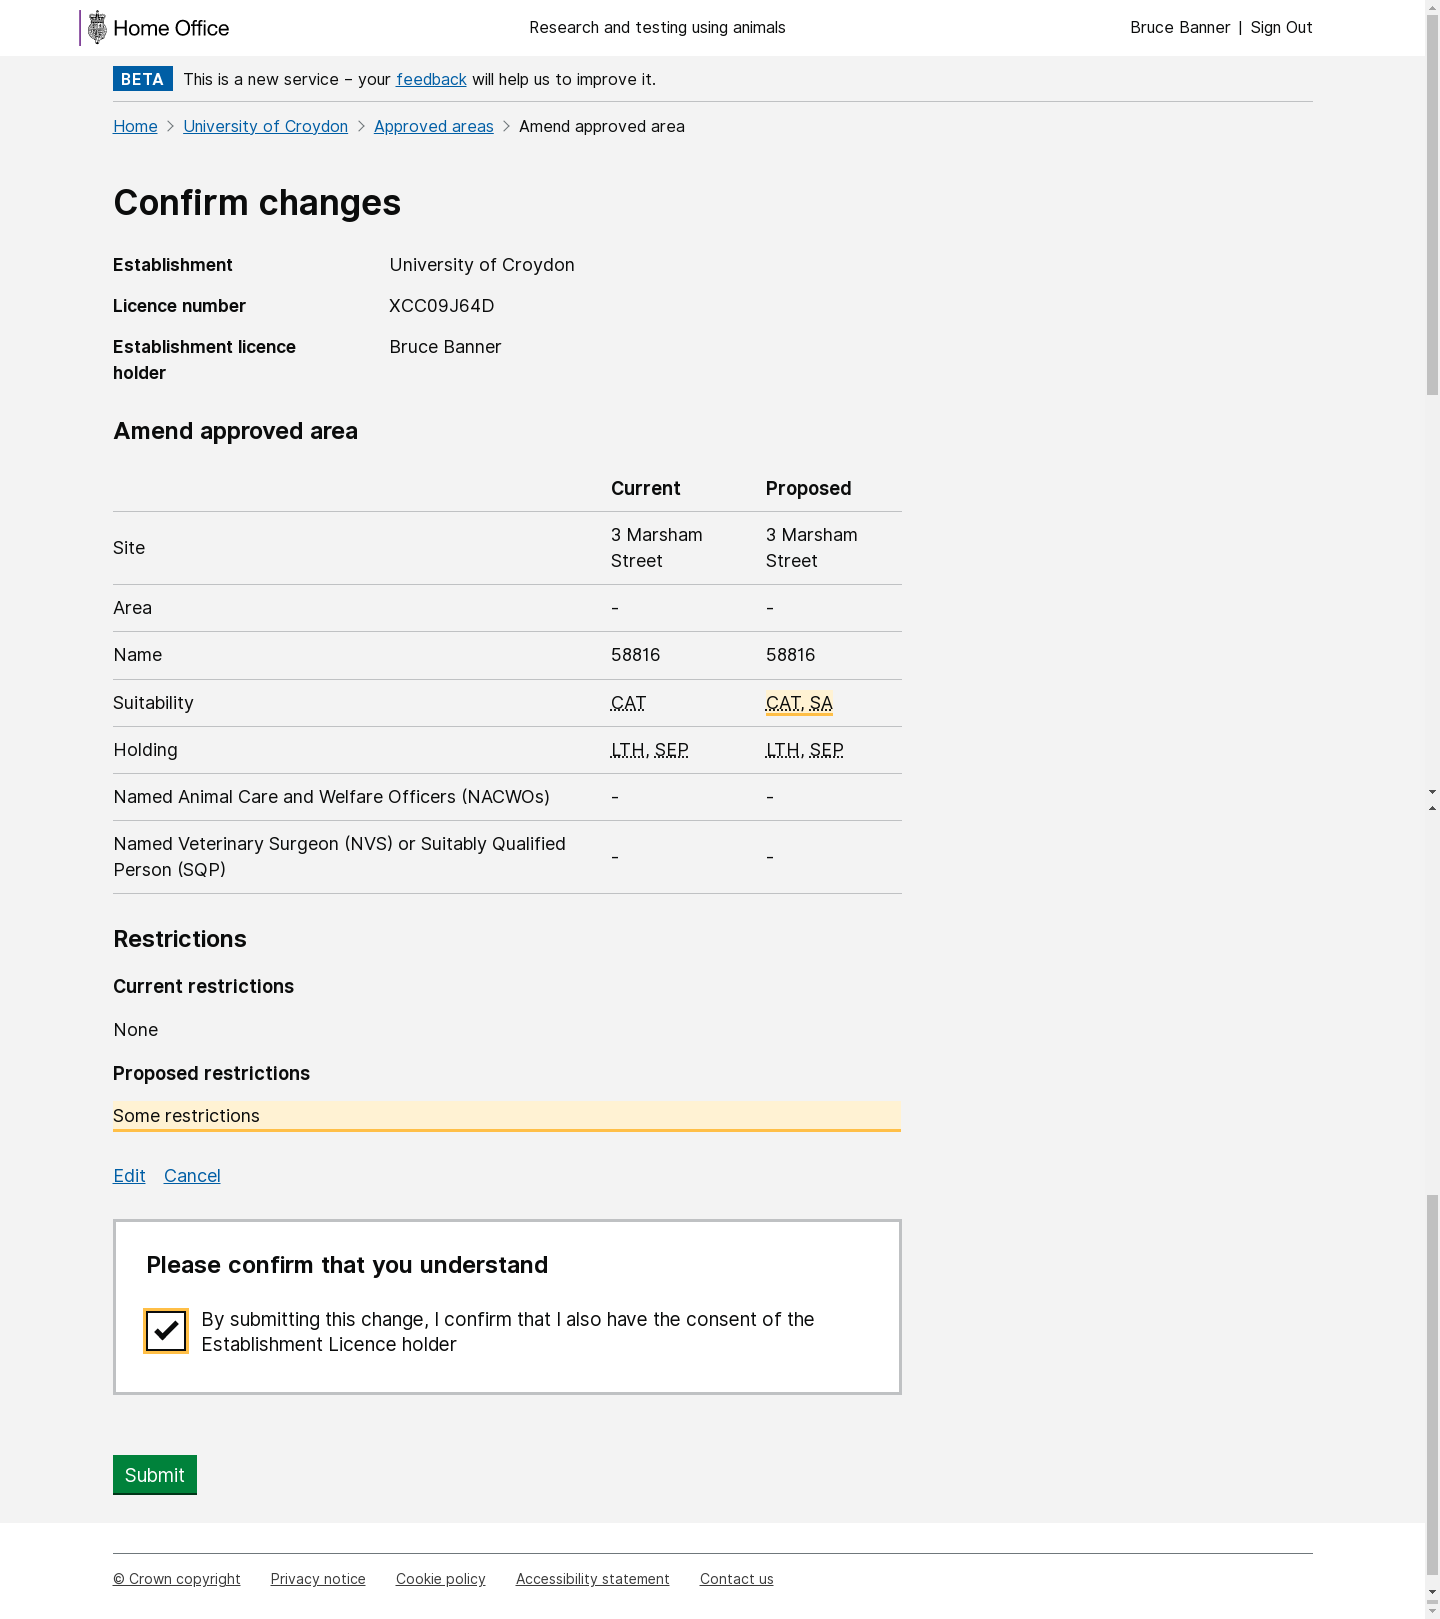 Home Office
Research and testing using animals
Bruce Banner | Sign Out
BETA This is a new service – your feedback will help us to improve it.
Home > University of Croydon > Approved areas > Amend approved area
Confirm changes
Establishment University of Croydon
Licence number XCC09J64D
Establishment licence Bruce Banner
holder
Amend approved area
Current Proposed
Site 3 Marsham Street 3 Marsham Street
Area - -
Name 58816 58816
Suitability CAT CAT, SA
Holding LTH, SEP LTH, SEP
Named Animal Care and Welfare Officers (NACWOs) - -
Named Veterinary Surgeon (NVS) or Suitably Qualified
Person (SQP) - -
Restrictions
Current restrictions
None
Proposed restrictions
Some restrictions
Edit Cancel
Please confirm that you understand
By submitting this change, I confirm that I also have the consent of the
Establishment Licence holder
Submit
© Crown copyright Privacy notice Cookie policy Accessibility statement Contact us